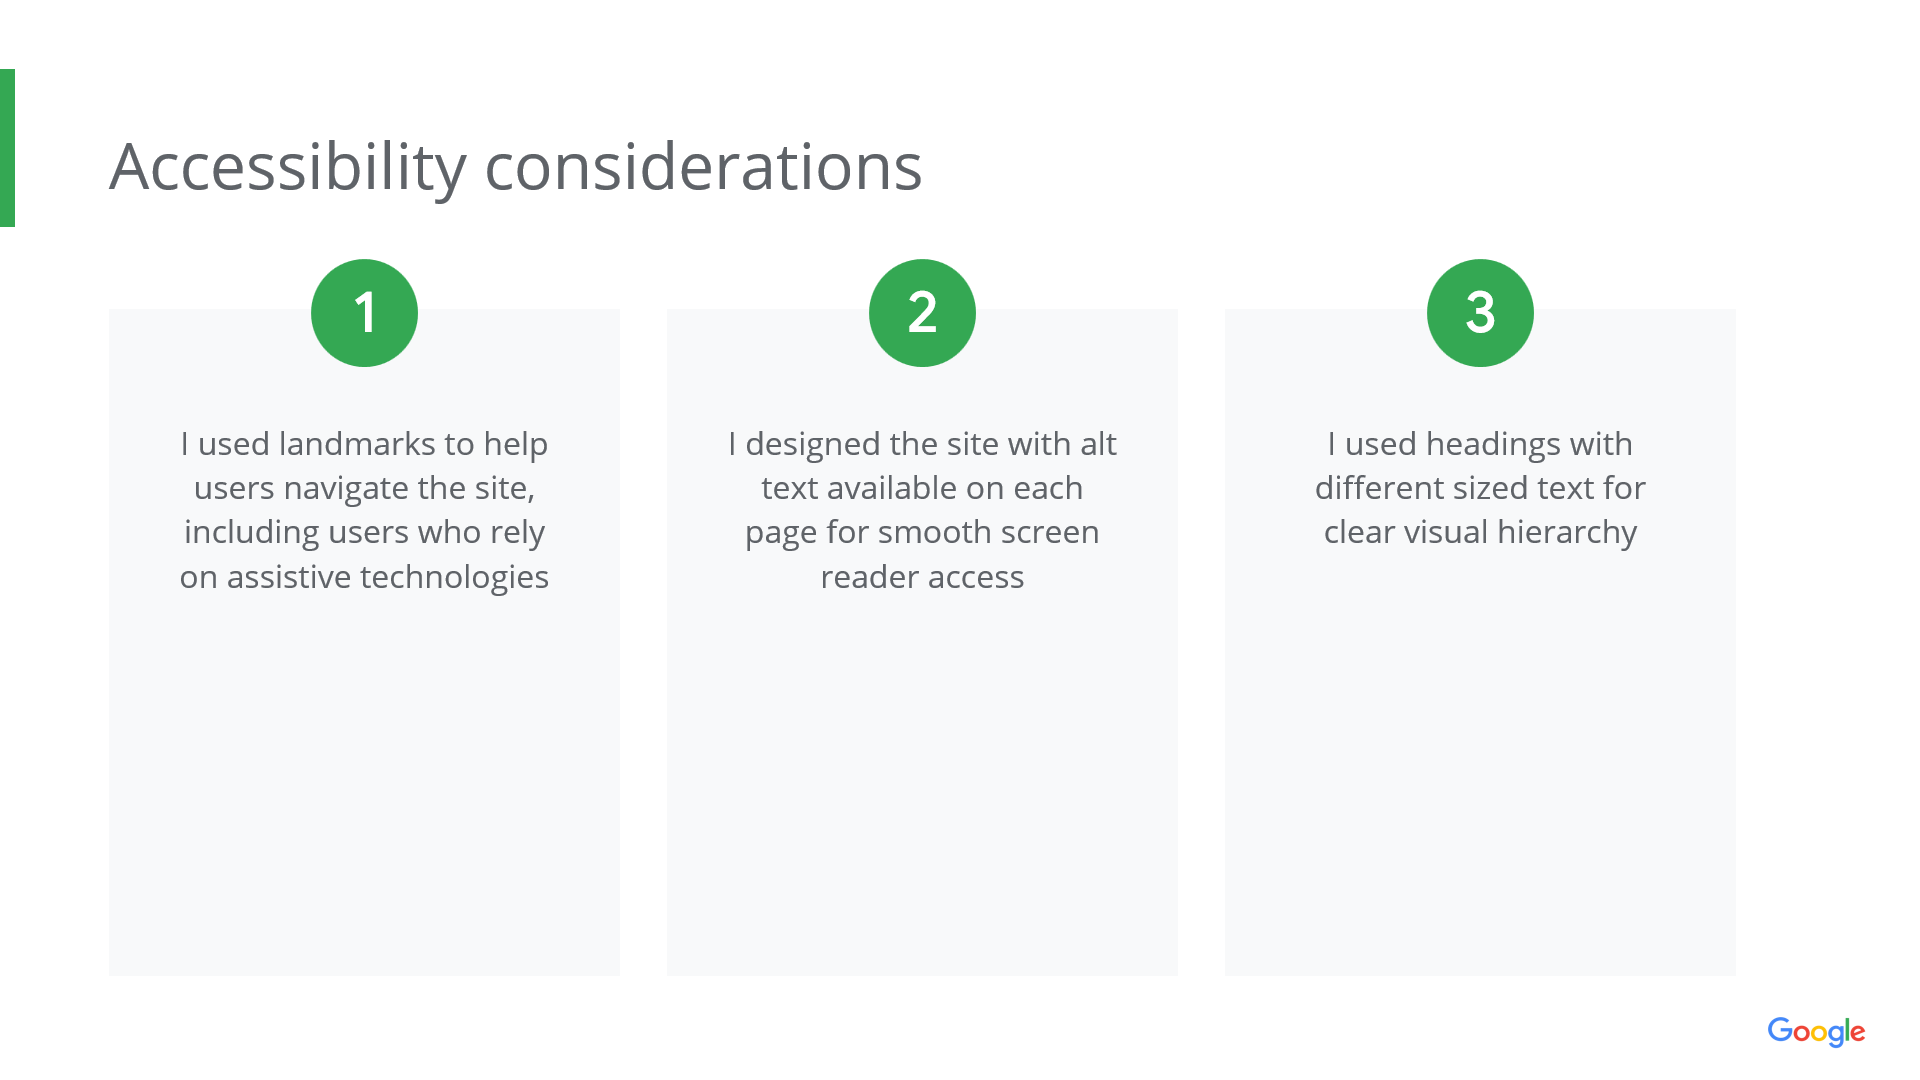 Accessibility considerations
1
I used landmarks to help
users navigate the site,
including users who rely
on assistive technologies
2
I designed the site with alt
text available on each
page for smooth screen
reader access
3
I used headings with
different sized text for
clear visual hierarchy
Google